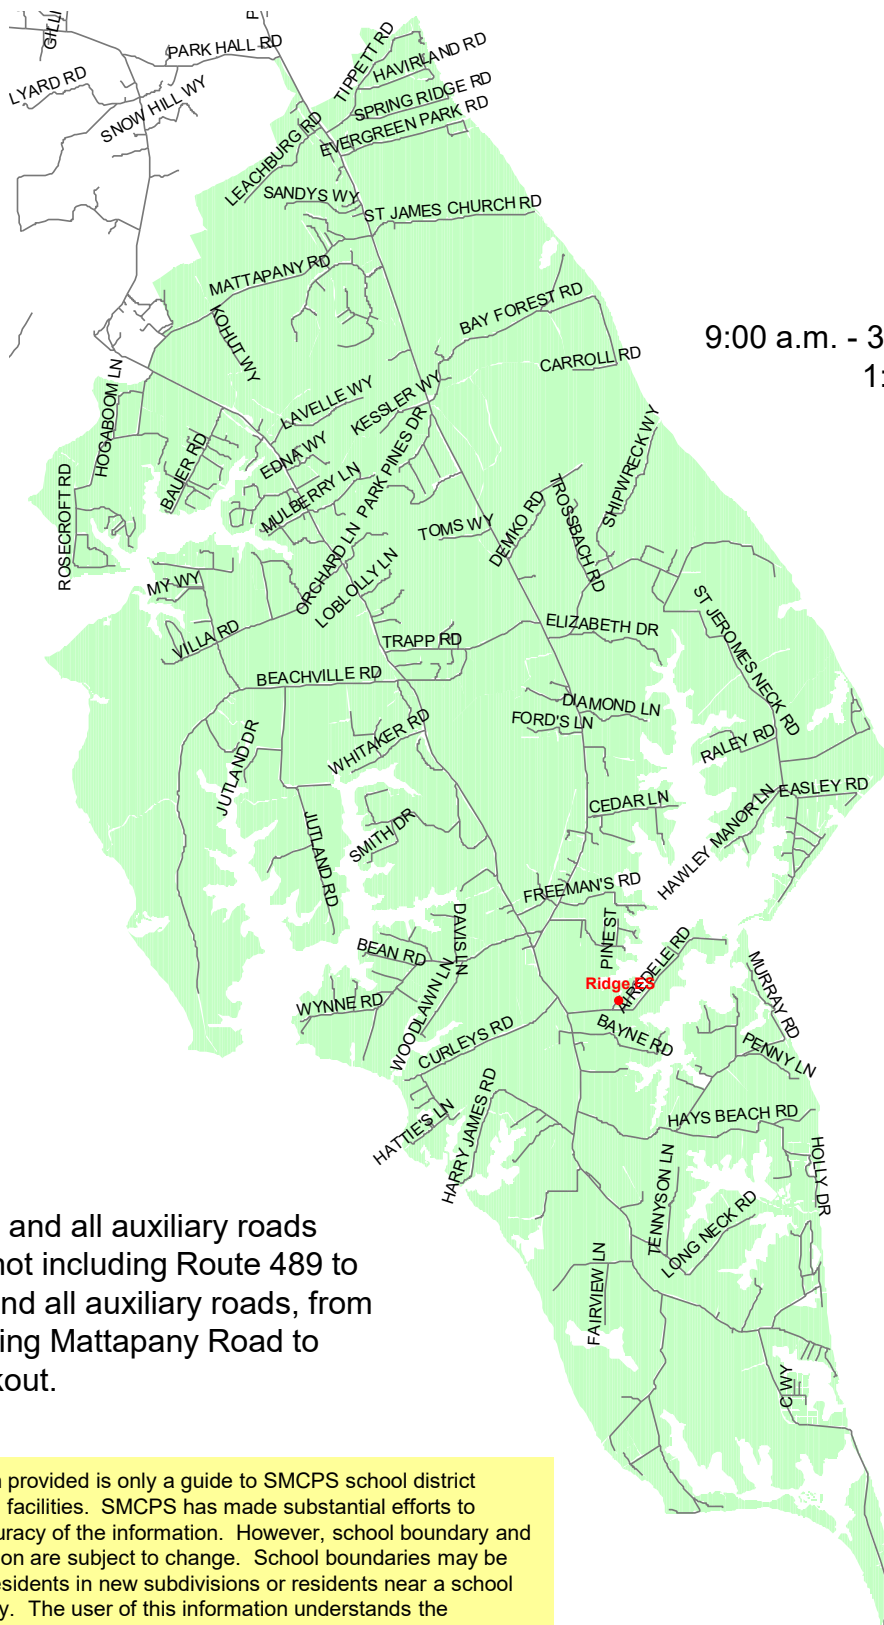 GILLI
P
PARK HALL RD
LYARD RD
SNOW HILL WY
TIPPETT RD
HAVIRLAND RD
SPRING RIDGE RD
EVERGREEN PARK RD
LEACHBURG RD
SANDYS WY
ST JAMES CHURCH RD
MATTAPANY RD
KOHUT WY
BAY FOREST RD
CARROLL RD
9:00 a.m. - 3
1:
HOGABOOM LN
LAVELLE WY
KESSLER WY
EDNA WY
BAUER RD
PARK PINES DR
SHIPWRECK WY
MULBERRY LN
ROSECROFT RD
TOMS WY
DEMKO RD
TROSSBACH RD
ORCHARD LN
LOBLOLLY LN
MY WY
VILLA RD
TRAPP RD
ELIZABETH DR
ST JEROMES NECK RD
BEACHVILLE RD
DIAMOND LN
FORD'S LN
WHITAKER RD
RALEY RD
JUTLAND DR
EASLEY RD
CEDAR LN
HAWLEY MANOR LN
JUTLAND RD
SMITH DR
FREEMAN'S RD
DAVIS LN
PINE ST
BEAN RD
AIREDELE RD
Ridge ES
MURRAY RD
WYNNE RD
WOODLAWN LN
CURLEYS RD
BAYNE RD
PENNY LN
HATTIE'S LN
HARRY JAMES RD
HAYS BEACH RD
TENNYSON LN
HOLLY DR
LONG NECK RD
FAIRVIEW LN
C WY
and all auxiliary roads
not including Route 489 to
nd all auxiliary roads, from
ing Mattapany Road to
kout.
n provided is only a guide to SMCPS school district
facilities. SMCPS has made substantial efforts to
uracy of the information. However, school boundary and
ion are subject to change. School boundaries may be
esidents in new subdivisions or residents near a school
y. The user of this information understands the